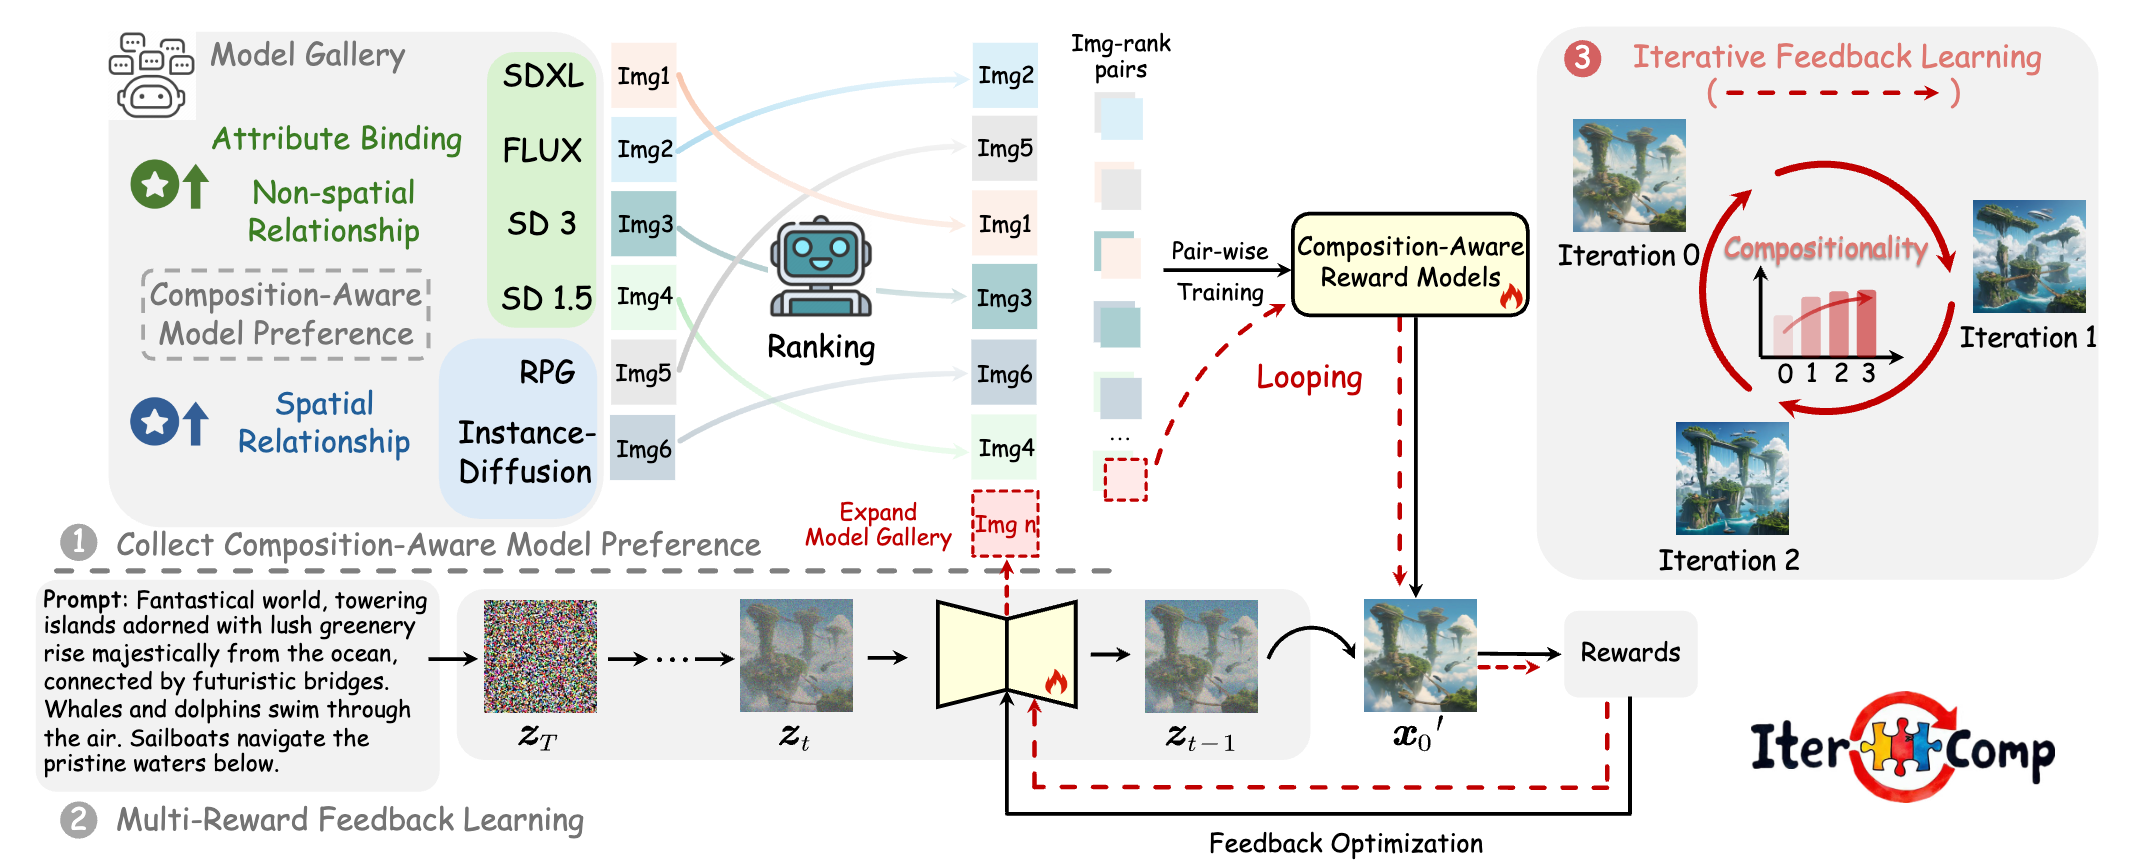 Model Gallery
SDXL
FLUX
SD 3
SD 1.5
RPG
Instance-
Diffusion
Attribute Binding
Non-spatial
Relationship
Composition-Aware
Model Preference
Spatial
Relationship
Img1
Img2
Img3
Img4
Img5
Img6
Ranking
Img2
Img5
Img1
Img3
Img6
Img4
Img n
Expand
Model Gallery
Img-rank
pairs
...
Pair-wise
Training
Composition-Aware
Reward Models
Looping
1 Collect Composition-Aware Model Preference
3 Iterative Feedback Learning
( )
Iteration 0
Iteration 1
Iteration 2
Compositionality
0 1 2 3
Prompt: Fantastical world, towering
islands adorned with lush greenery
rise majestically from the ocean,
connected by futuristic bridges.
Whales and dolphins swim through
the air. Sailboats navigate the
pristine waters below.
...
z_T
z_t
z_{t-1}
x_0'
Rewards
2 Multi-Reward Feedback Learning
Feedback Optimization
Iter Comp